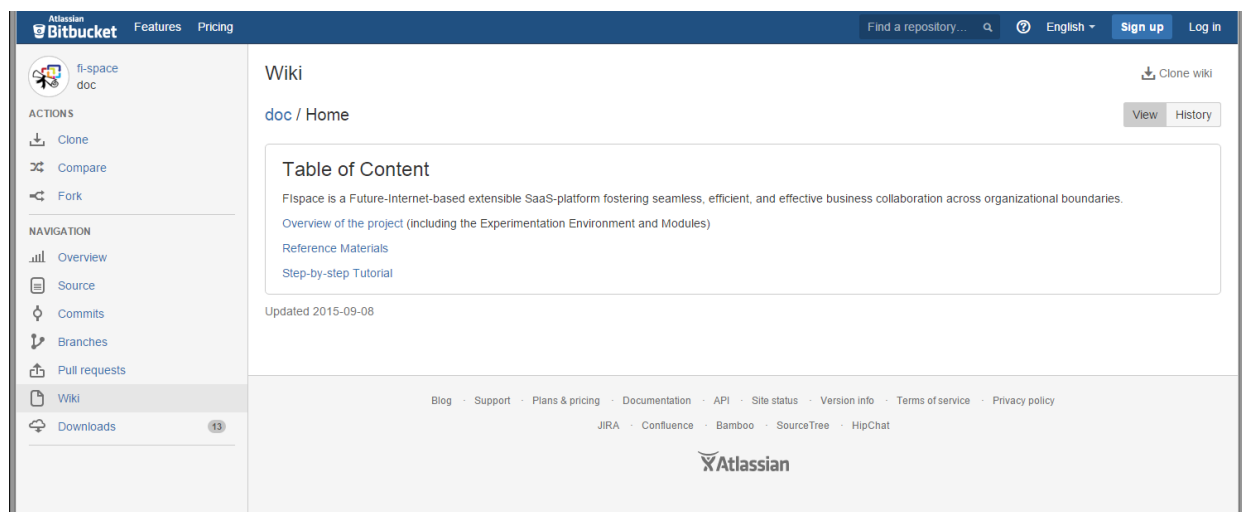 Atlassian
Bitbucket Features Pricing Find a repository... English Sign up Log in
fi-space
doc
ACTIONS
Clone
Compare
Fork
NAVIGATION
Overview
Source
Commits
Branches
Pull requests
Wiki
Downloads 13
Wiki Clone wiki
doc / Home View History
Table of Content
FIspace is a Future-Internet-based extensible SaaS-platform fostering seamless, efficient, and effective business collaboration across organizational boundaries.
Overview of the project (including the Experimentation Environment and Modules)
Reference Materials
Step-by-step Tutorial
Updated 2015-09-08
Blog · Support · Plans & pricing · Documentation · API · Site status · Version info · Terms of service · Privacy policy
JIRA · Confluence · Bamboo · SourceTree · HipChat
Atlassian